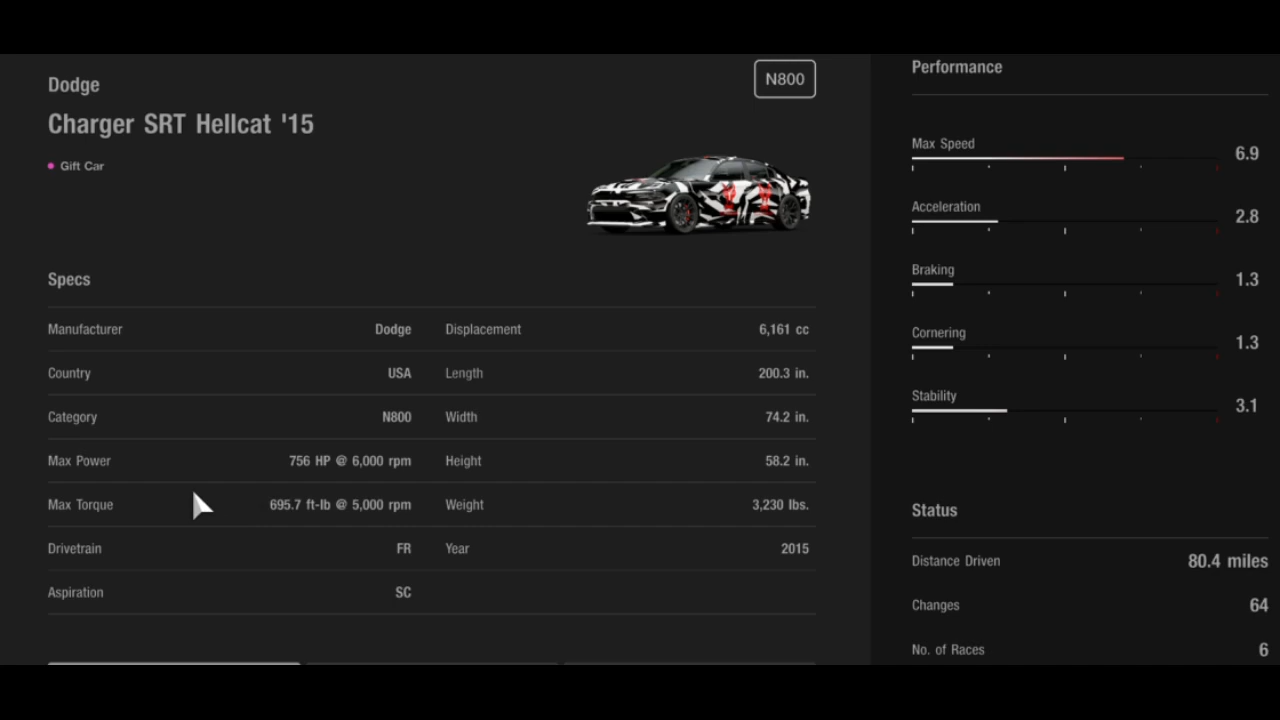 Dodge
N800
Charger SRT Hellcat '15
Gift Car
Specs
Manufacturer Dodge Displacement 6,161 cc
Country USA Length 200.3 in.
Category N800 Width 74.2 in.
Max Power 756 HP @ 6,000 rpm Height 58.2 in.
Max Torque 695.7 ft-lb @ 5,000 rpm Weight 3,230 lbs.
Drivetrain FR Year 2015
Aspiration SC
Performance
Max Speed 6.9
Acceleration 2.8
Braking 1.3
Cornering 1.3
Stability 3.1
Status
Distance Driven 80.4 miles
Changes 64
No. of Races 6